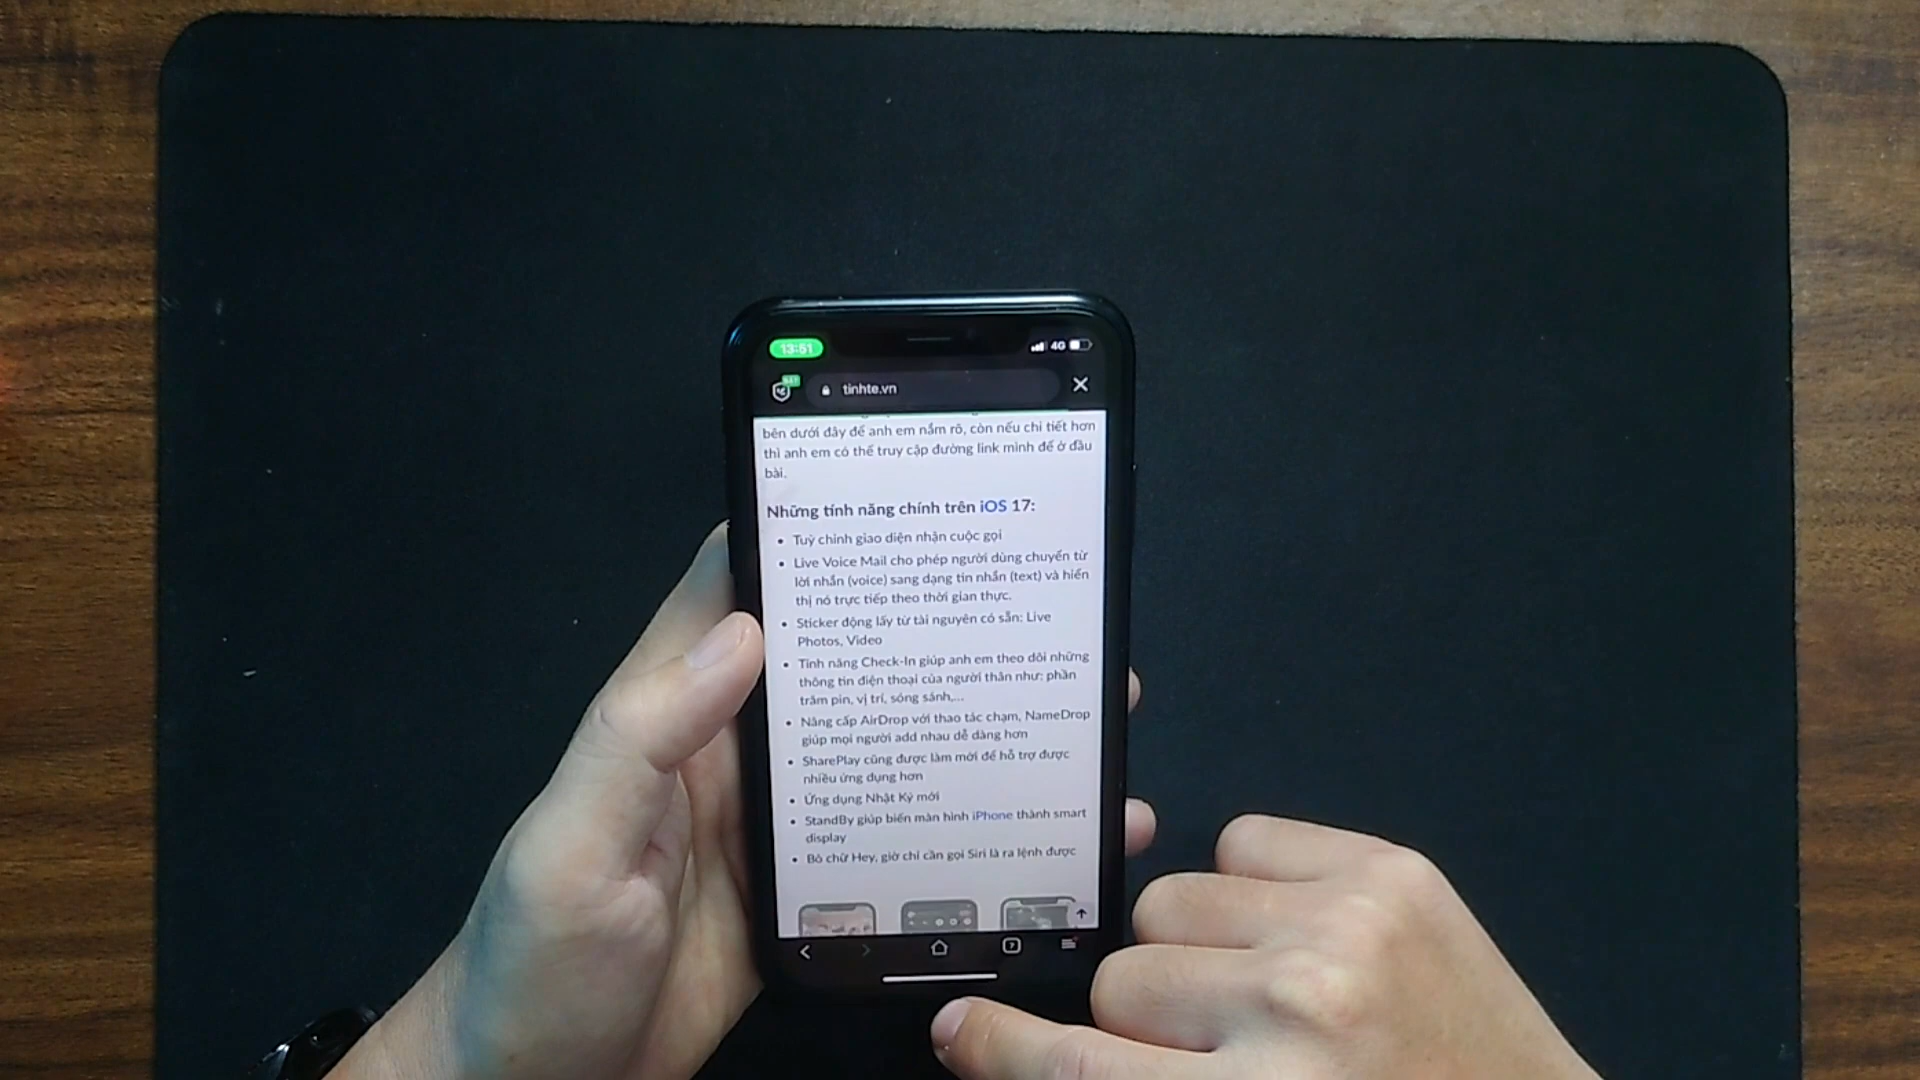 13:51
4G
tinhte.vn
bên dưới đây để anh em nắm rõ, còn nếu chi tiết hơn
thì anh em có thể truy cập đường link mình để ở đầu
bài.
Những tính năng chính trên iOS 17:
• Tuỳ chỉnh giao diện nhận cuộc gọi
• Live Voice Mail cho phép người dùng chuyển từ
lời nhắn (voice) sang dạng tin nhắn (text) và hiển
thị nó trực tiếp theo thời gian thực.
• Sticker động lấy từ tài nguyên có sẵn: Live
Photos, Video
• Tính năng Check-In giúp anh em theo dõi những
thông tin điện thoại của người thân như: phần
trăm pin, vị trí, sóng sánh,...
• Nâng cấp AirDrop với thao tác chạm, NameDrop
giúp mọi người add nhau dễ dàng hơn
• SharePlay cũng được làm mới để hỗ trợ được
nhiều ứng dụng hơn
• Ứng dụng Nhật Ký mới
• StandBy giúp biến màn hình iPhone thành smart
display
• Bỏ chữ Hey, giờ chỉ cần gọi Siri là ra lệnh được